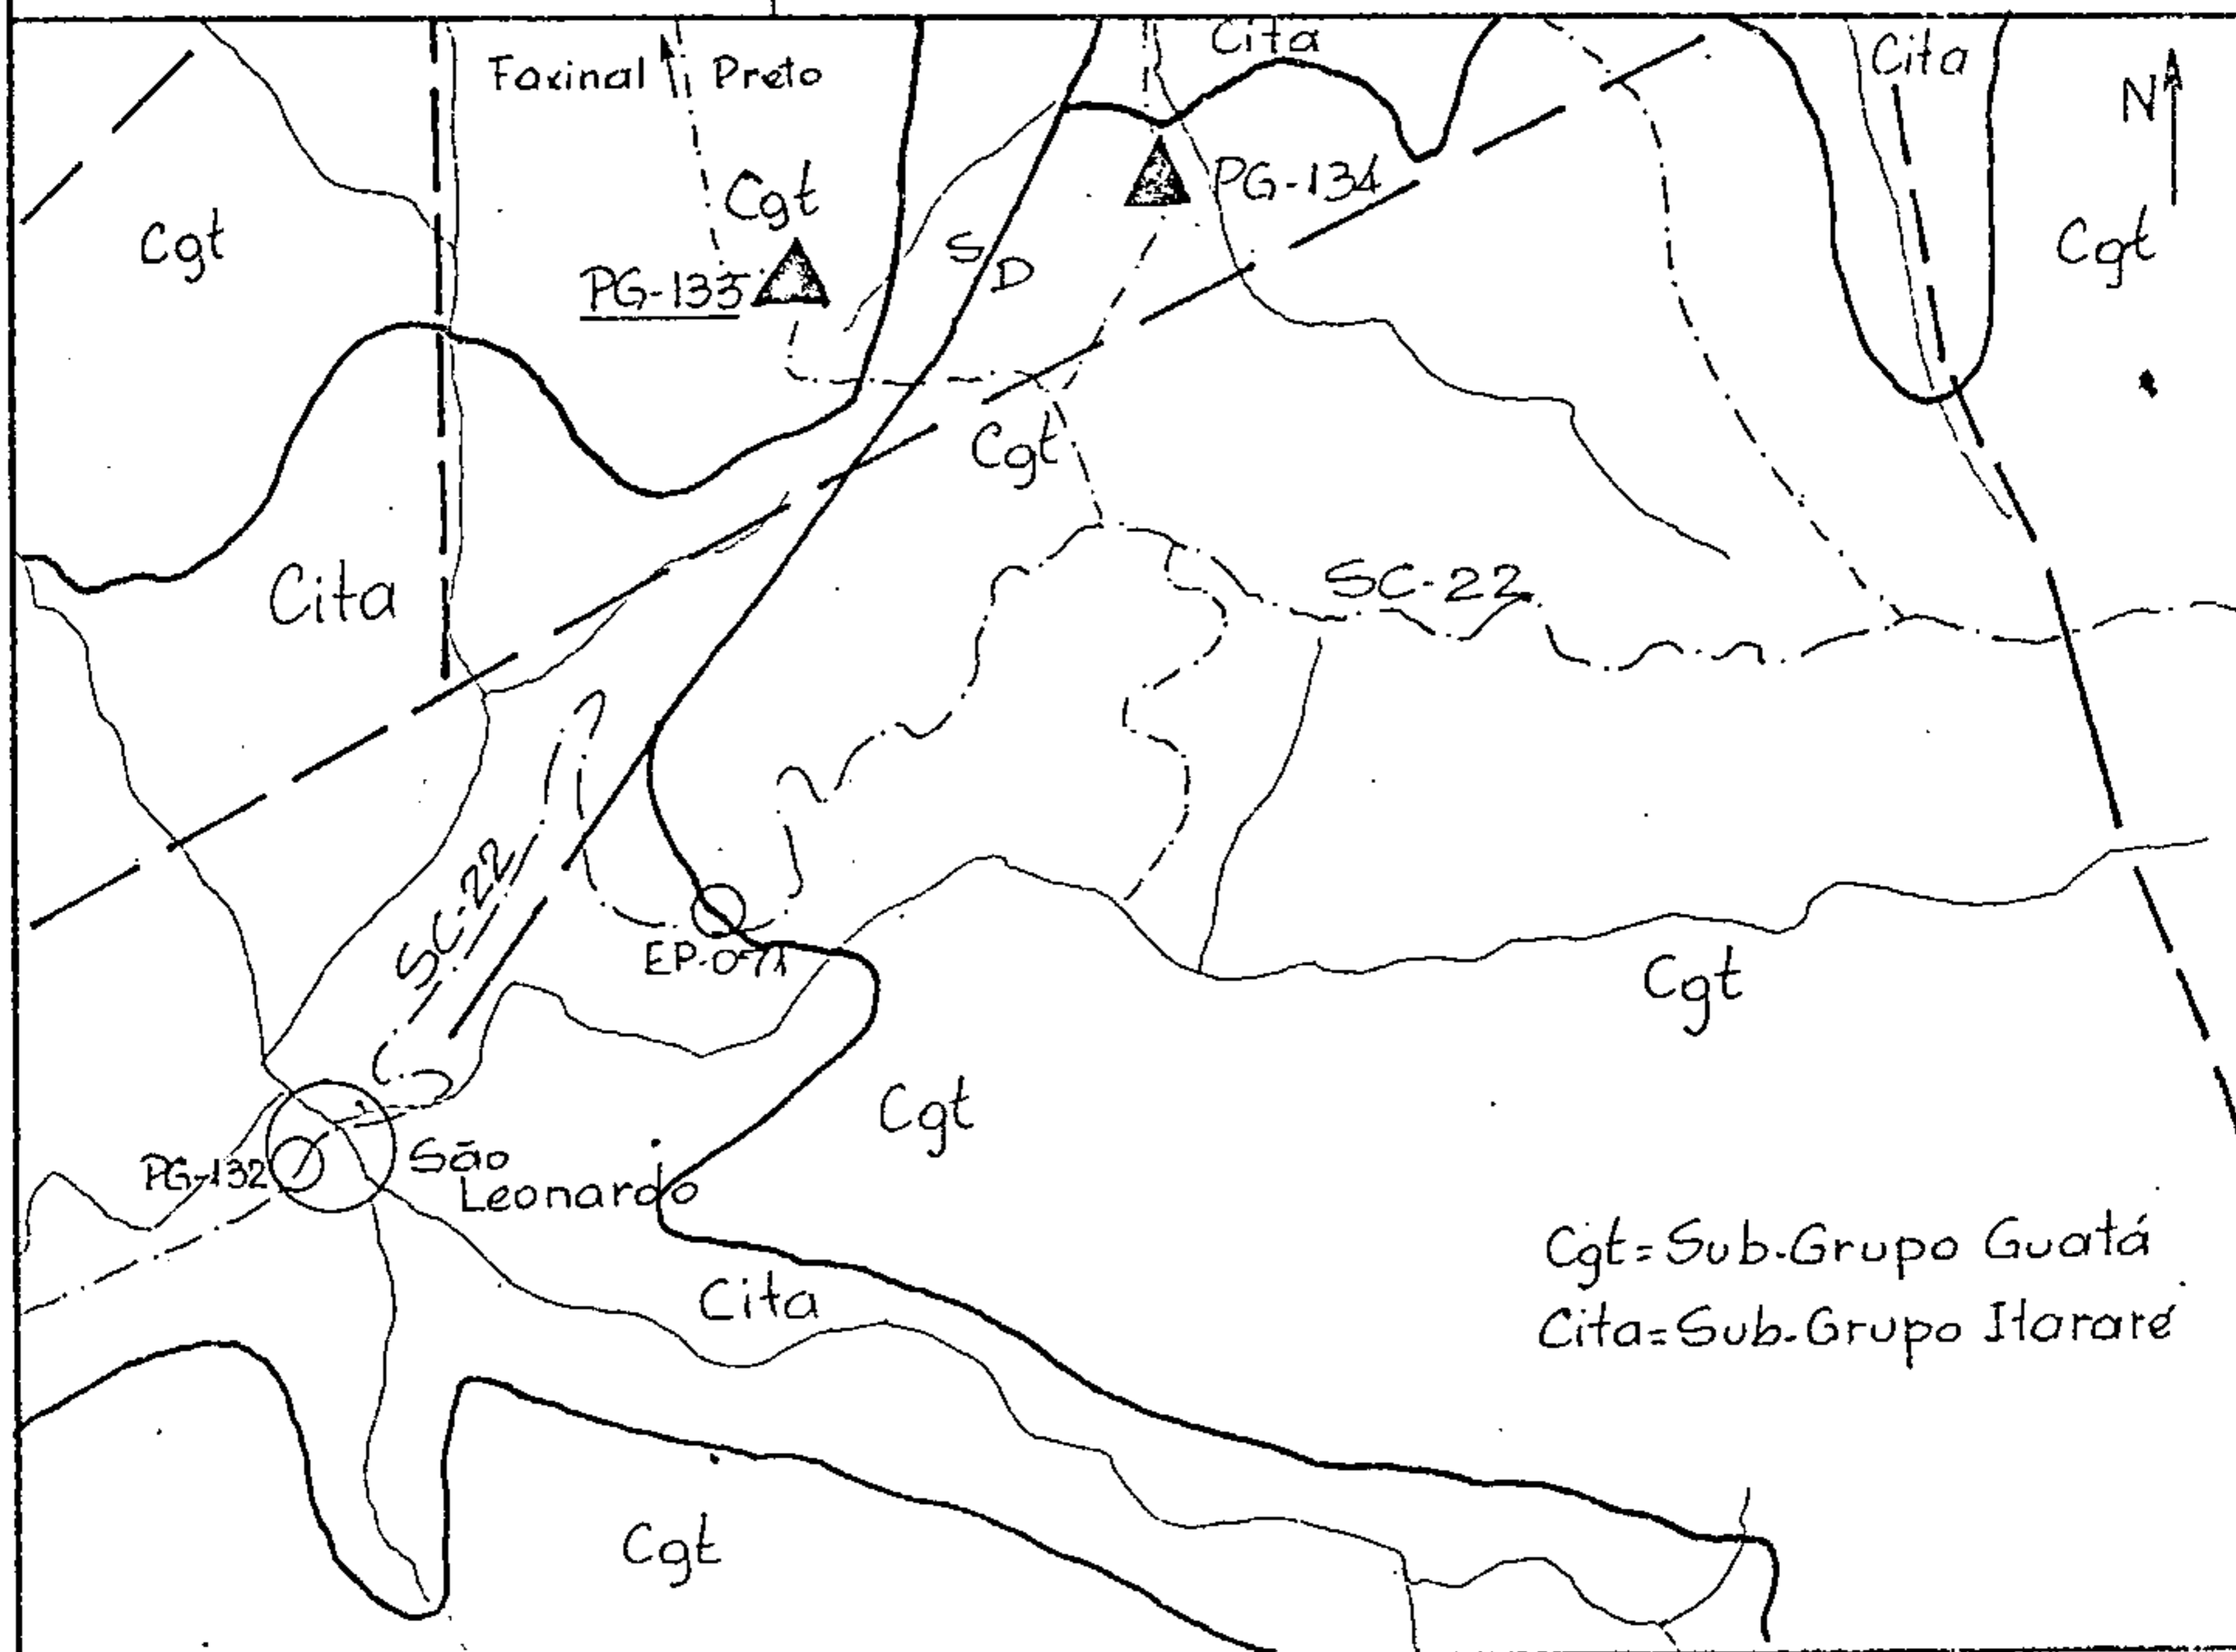 Cita
Cita
Faxinal Preto
N
Cgt
PG-134
Cgt
Cgt
S
D
PG-133
Cgt
Cita
SC-22
SC-22
EP-071
Cgt
Cgt
PG-132
São
Leonardo
Cgt=Sub-Grupo Guatá
Cita
Cita=Sub-Grupo Itararé
Cgt